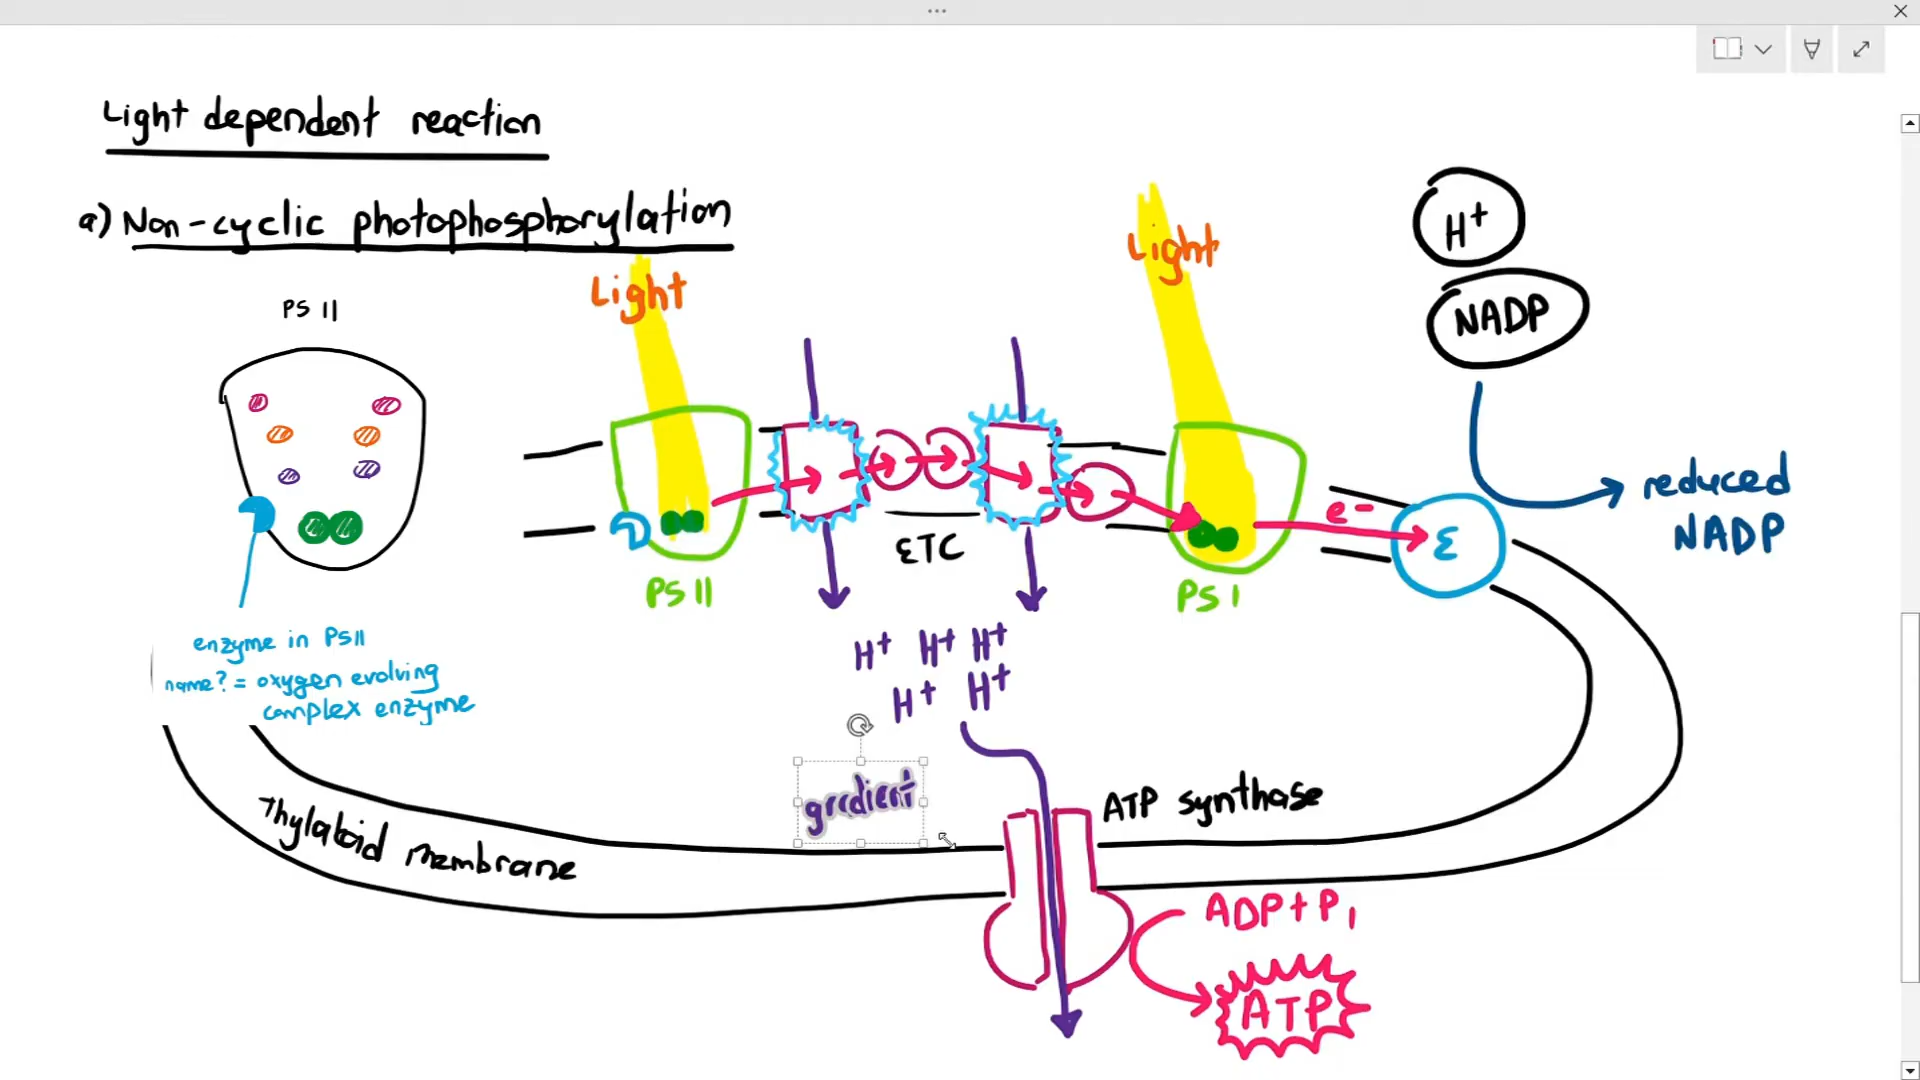 Light dependent reaction
a) Non-cyclic photophosphorylation
PS II
Light
Light
H+
NADP
reduced
NADP
e-
ε
ETC
PS II
PS I
enzyme in PSII
name? = oxygen evolving
complex enzyme
H+ H+ H+
H+ H+
gradient
ATP synthase
Thylakoid membrane
ADP+Pi
ATP